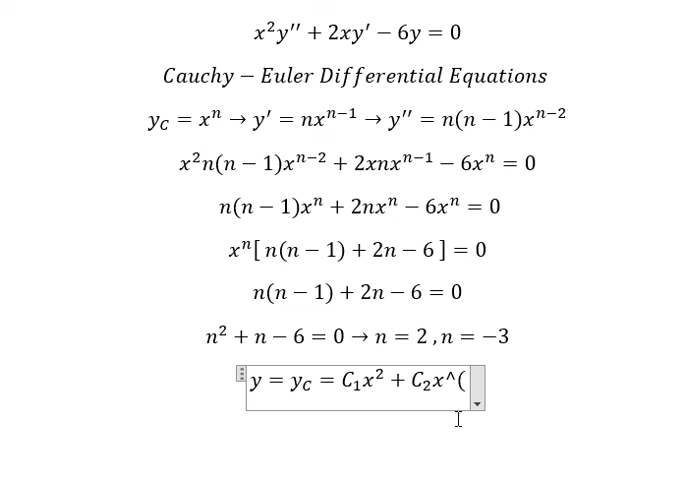 x²y′′ + 2xy′ − 6y = 0
Cauchy − Euler Differential Equations
y_C = xⁿ → y′ = nxⁿ⁻¹ → y′′ = n(n − 1)xⁿ⁻²
x²n(n − 1)xⁿ⁻² + 2xnxⁿ⁻¹ − 6xⁿ = 0
n(n − 1)xⁿ + 2nxⁿ − 6xⁿ = 0
xⁿ[ n(n − 1) + 2n − 6 ] = 0
n(n − 1) + 2n − 6 = 0
n² + n − 6 = 0 → n = 2 , n = −3
y = y_C = C₁x² + C₂x^(